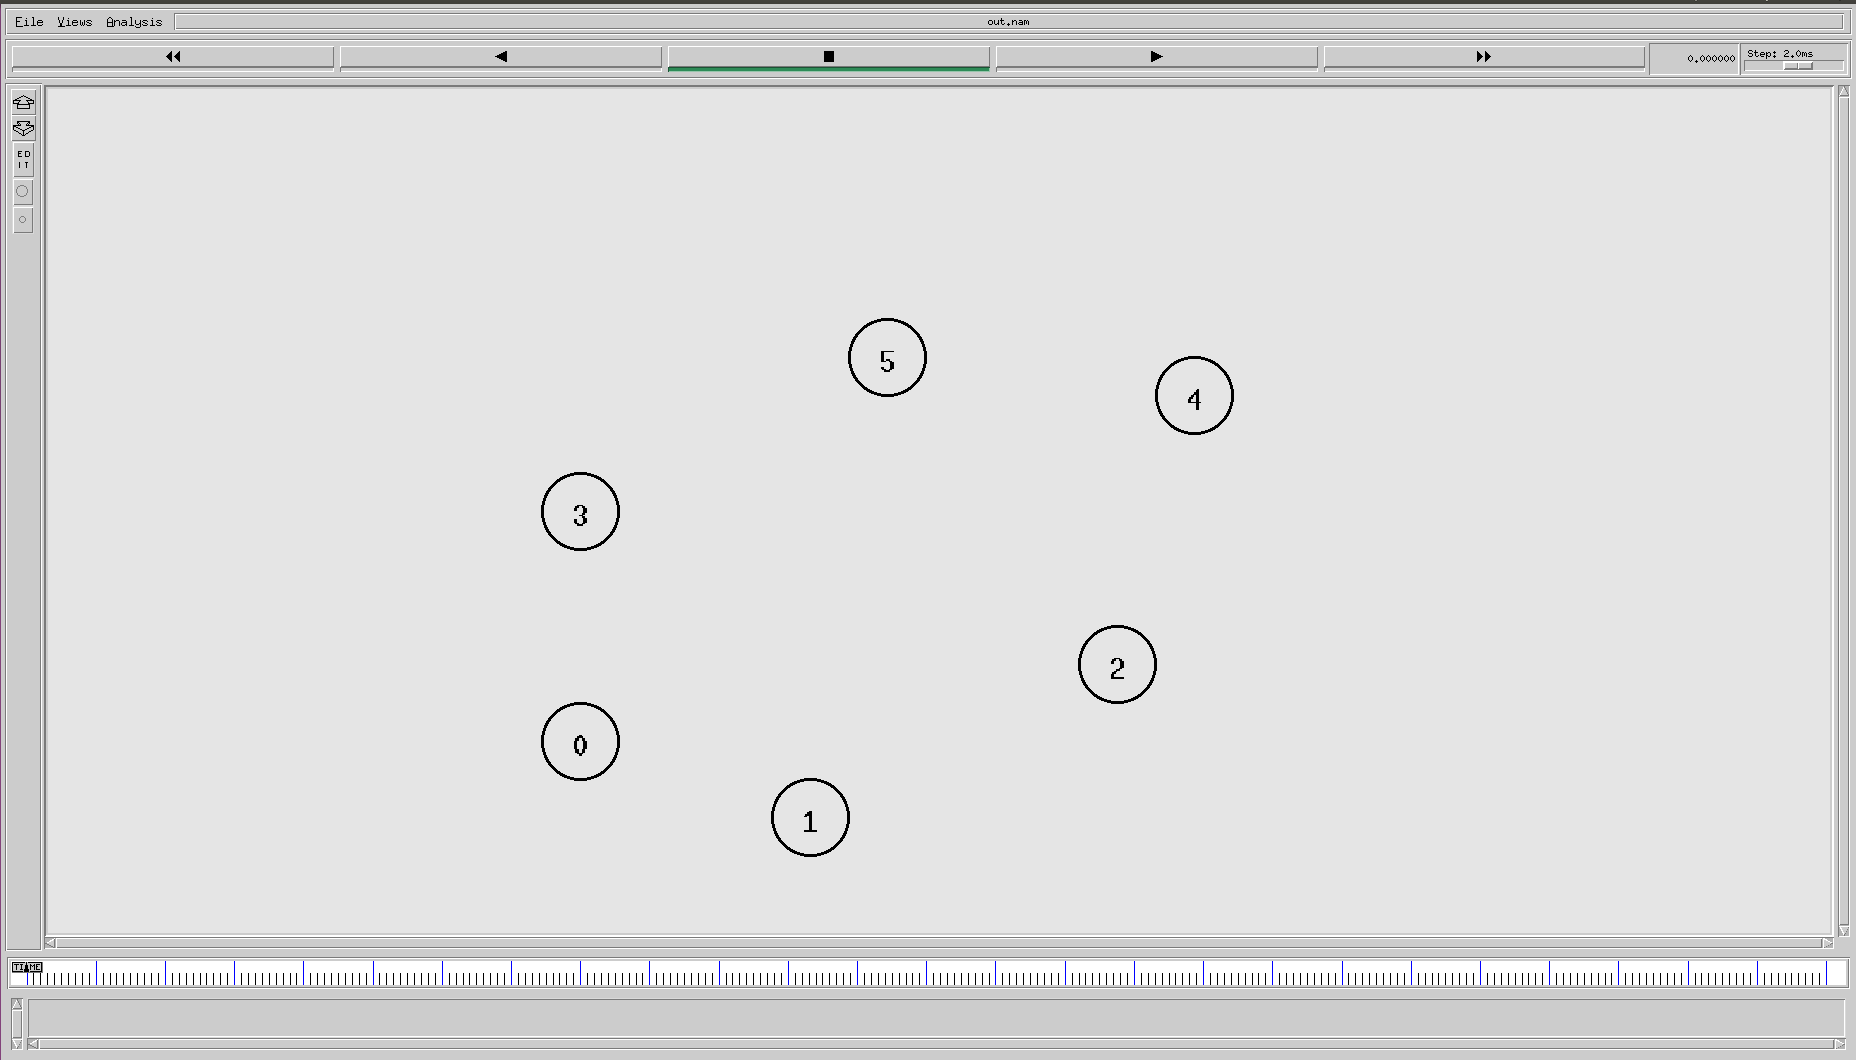 File Views Analysis out.nam
0.000000 Step: 2.0ms
ED
IT
5
4
3
2
0
1
TIME